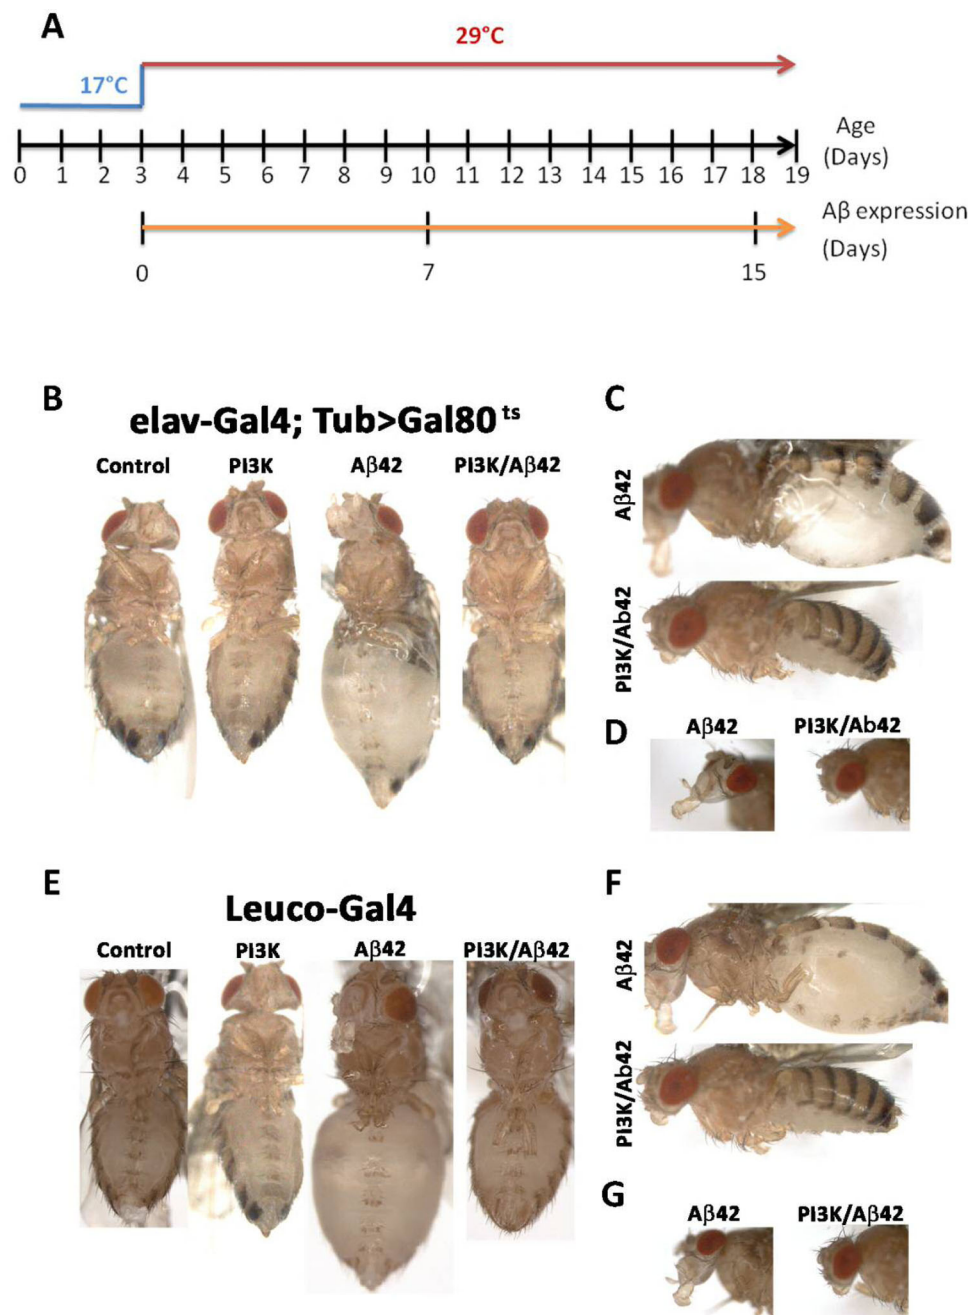 A
29°C
17°C
Age
(Days)
0 1 2 3 4 5 6 7 8 9 10 11 12 13 14 15 16 17 18 19
Aβ expression
(Days)
0 7 15
B
elav-Gal4; Tub>Gal80 ts
Control PI3K Aβ42 PI3K/Aβ42
C
Aβ42
PI3K/Ab42
D
Aβ42 PI3K/Ab42
E
Leuco-Gal4
Control PI3K Aβ42 PI3K/Aβ42
F
Aβ42
PI3K/Ab42
G
Aβ42 PI3K/Aβ42